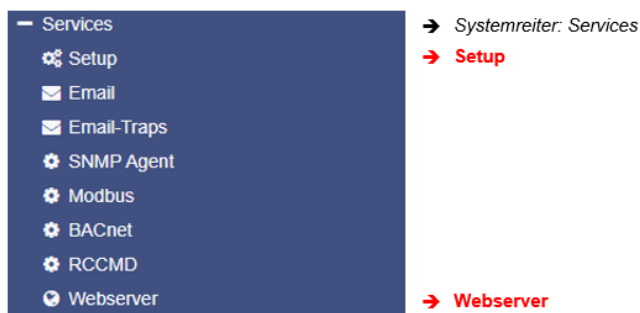 Services ➔ Systemreiter: Services
Setup ➔ Setup
Email
Email-Traps
SNMP Agent
Modbus
BACnet
RCCMD
Webserver ➔ Webserver